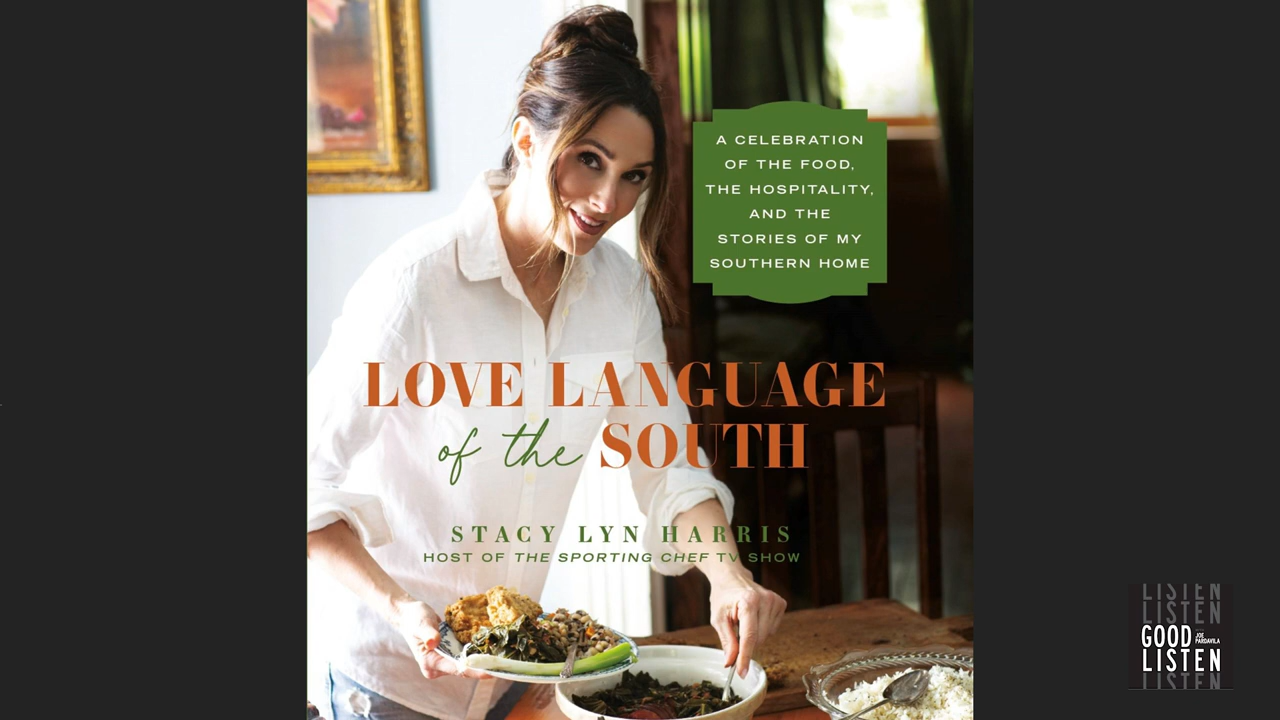 A CELEBRATION
OF THE FOOD,
THE HOSPITALITY,
AND THE
STORIES OF MY
SOUTHERN HOME
LOVE LANGUAGE
of the SOUTH
STACY LYN HARRIS
HOST OF THE SPORTING CHEF TV SHOW
LISTEN
LISTEN
GOOD JOE PARDAVILA
LISTEN
LISTEN